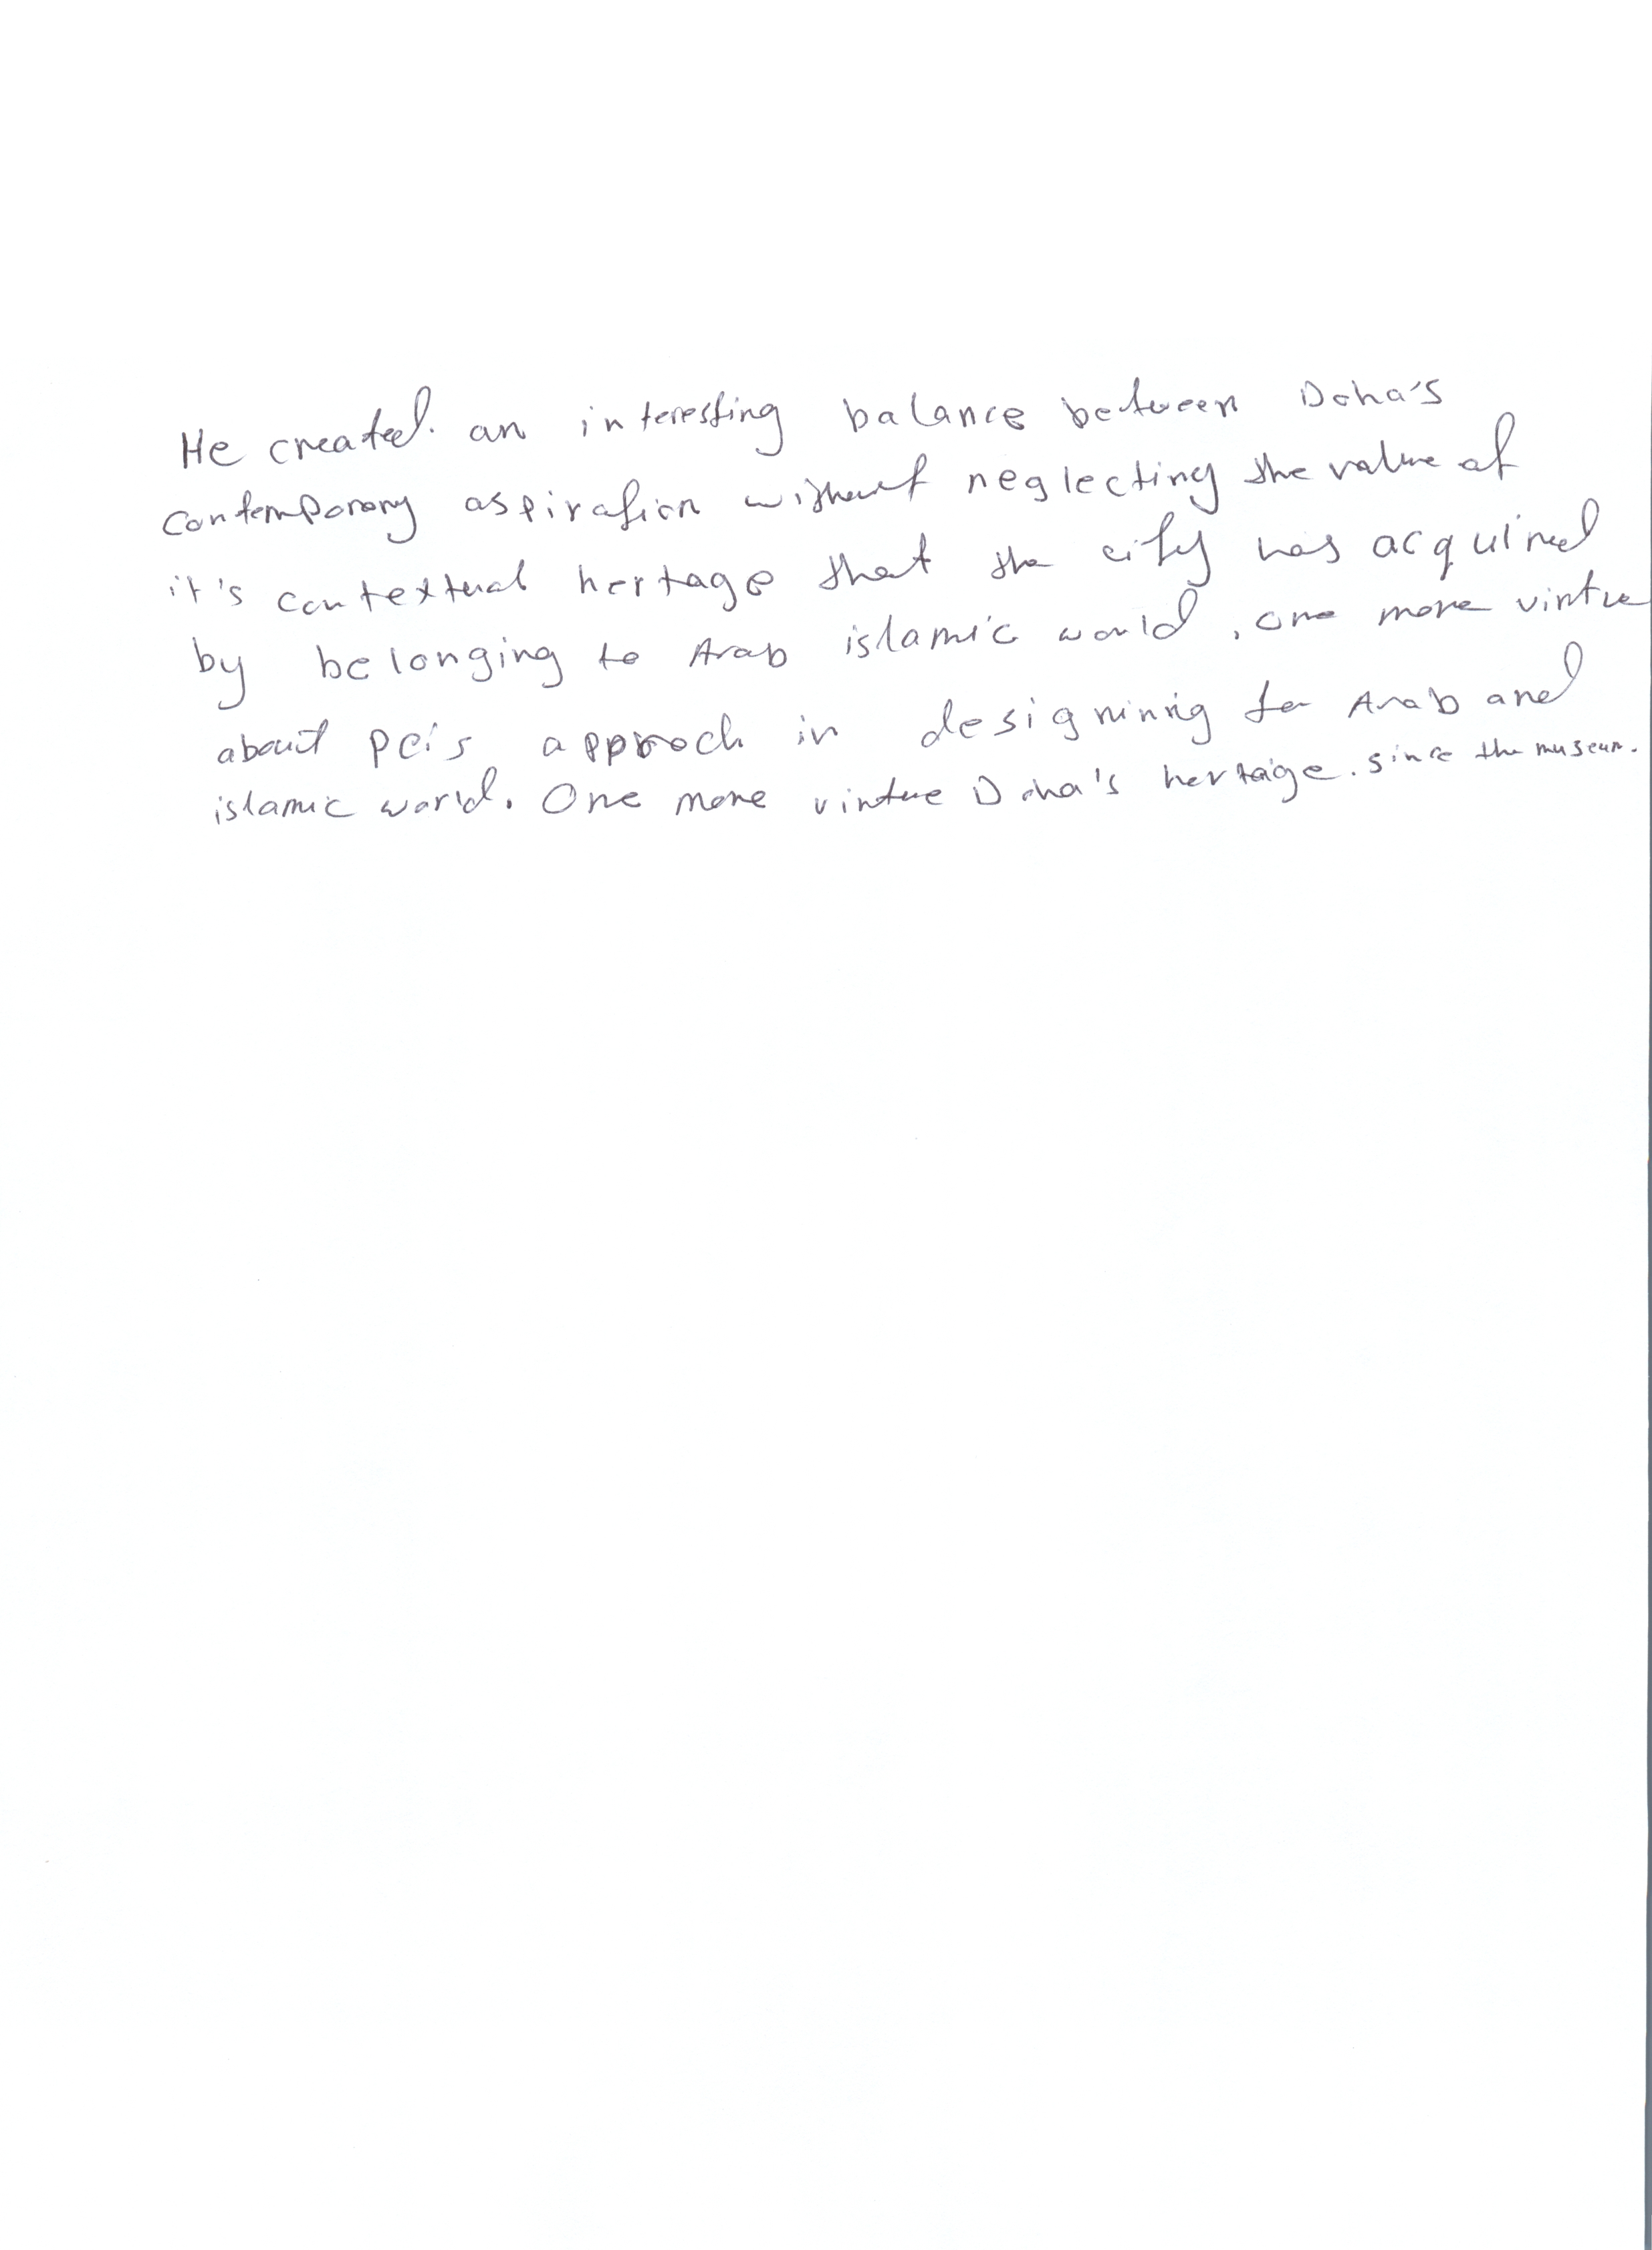 He created. an interesting balance between Doha's
contemporary aspiration without neglecting the value of
it's contextual hertage that the city has acquired
by belonging to Arab islamic world , one more virtue
about pei's approch in designinig for Arab and
islamic world. One more virtue Doha's hertaige. since the museum.